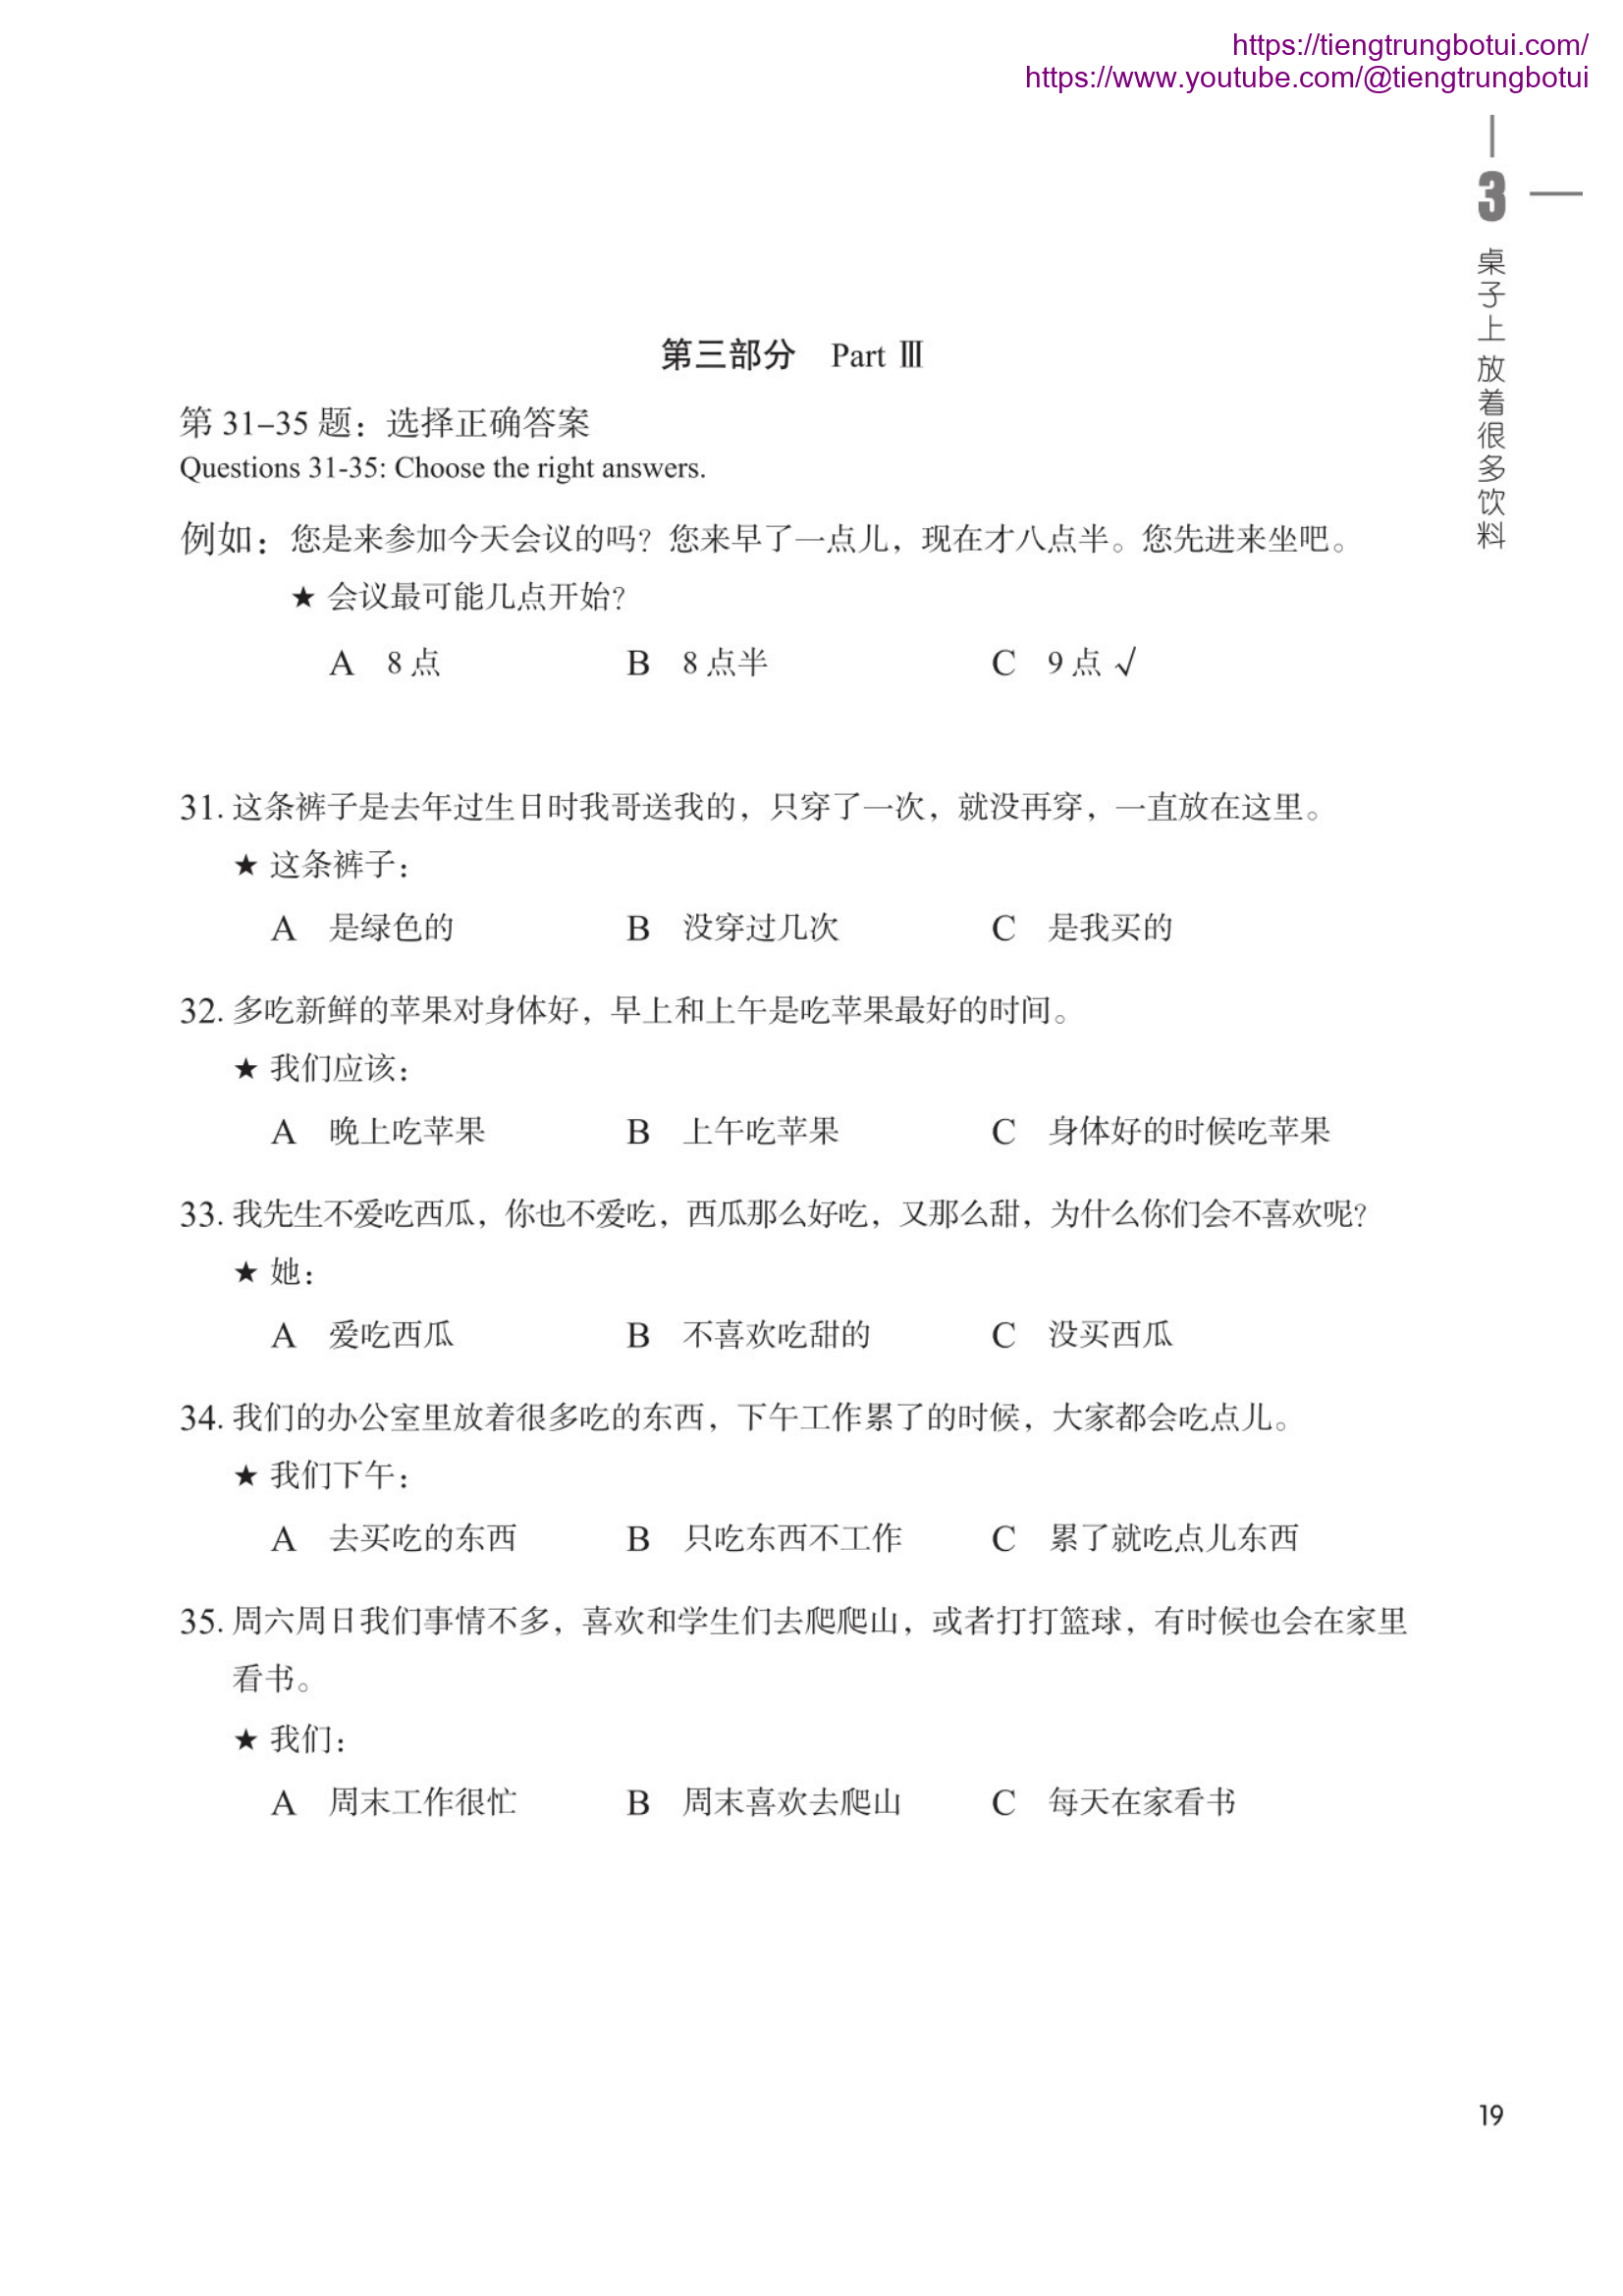 https://tiengtrungbotui.com/
https://www.youtube.com/@tiengtrungbotui
3
桌子上放着很多饮料
第三部分 Part Ⅲ
第 31–35 题：选择正确答案
Questions 31-35: Choose the right answers.
例如：您是来参加今天会议的吗？您来早了一点儿，现在才八点半。您先进来坐吧。
★ 会议最可能几点开始？
A 8 点 B 8 点半 C 9 点 √
31. 这条裤子是去年过生日时我哥送我的，只穿了一次，就没再穿，一直放在这里。
★ 这条裤子：
A 是绿色的 B 没穿过几次 C 是我买的
32. 多吃新鲜的苹果对身体好，早上和上午是吃苹果最好的时间。
★ 我们应该：
A 晚上吃苹果 B 上午吃苹果 C 身体好的时候吃苹果
33. 我先生不爱吃西瓜，你也不爱吃，西瓜那么好吃，又那么甜，为什么你们会不喜欢呢？
★ 她：
A 爱吃西瓜 B 不喜欢吃甜的 C 没买西瓜
34. 我们的办公室里放着很多吃的东西，下午工作累了的时候，大家都会吃点儿。
★ 我们下午：
A 去买吃的东西 B 只吃东西不工作 C 累了就吃点儿东西
35. 周六周日我们事情不多，喜欢和学生们去爬爬山，或者打打篮球，有时候也会在家里
看书。
★ 我们：
A 周末工作很忙 B 周末喜欢去爬山 C 每天在家看书
19